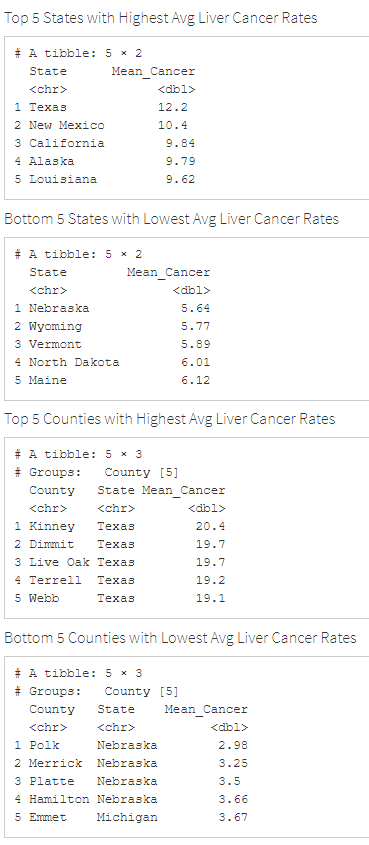 Top 5 States with Highest Avg Liver Cancer Rates
# A tibble: 5 × 2
State Mean_Cancer
<chr> <dbl>
1 Texas 12.2
2 New Mexico 10.4
3 California 9.84
4 Alaska 9.79
5 Louisiana 9.62
Bottom 5 States with Lowest Avg Liver Cancer Rates
# A tibble: 5 × 2
State Mean_Cancer
<chr> <dbl>
1 Nebraska 5.64
2 Wyoming 5.77
3 Vermont 5.89
4 North Dakota 6.01
5 Maine 6.12
Top 5 Counties with Highest Avg Liver Cancer Rates
# A tibble: 5 × 3
# Groups: County [5]
County State Mean_Cancer
<chr> <chr> <dbl>
1 Kinney Texas 20.4
2 Dimmit Texas 19.7
3 Live Oak Texas 19.7
4 Terrell Texas 19.2
5 Webb Texas 19.1
Bottom 5 Counties with Lowest Avg Liver Cancer Rates
# A tibble: 5 × 3
# Groups: County [5]
County State Mean_Cancer
<chr> <chr> <dbl>
1 Polk Nebraska 2.98
2 Merrick Nebraska 3.25
3 Platte Nebraska 3.5
4 Hamilton Nebraska 3.66
5 Emmet Michigan 3.67